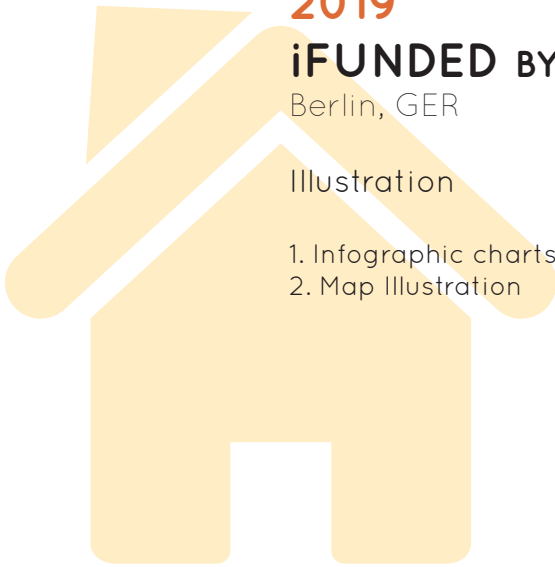 2019
iFUNDED BY
Berlin, GER
Illustration
1. Infographic charts
2. Map Illustration